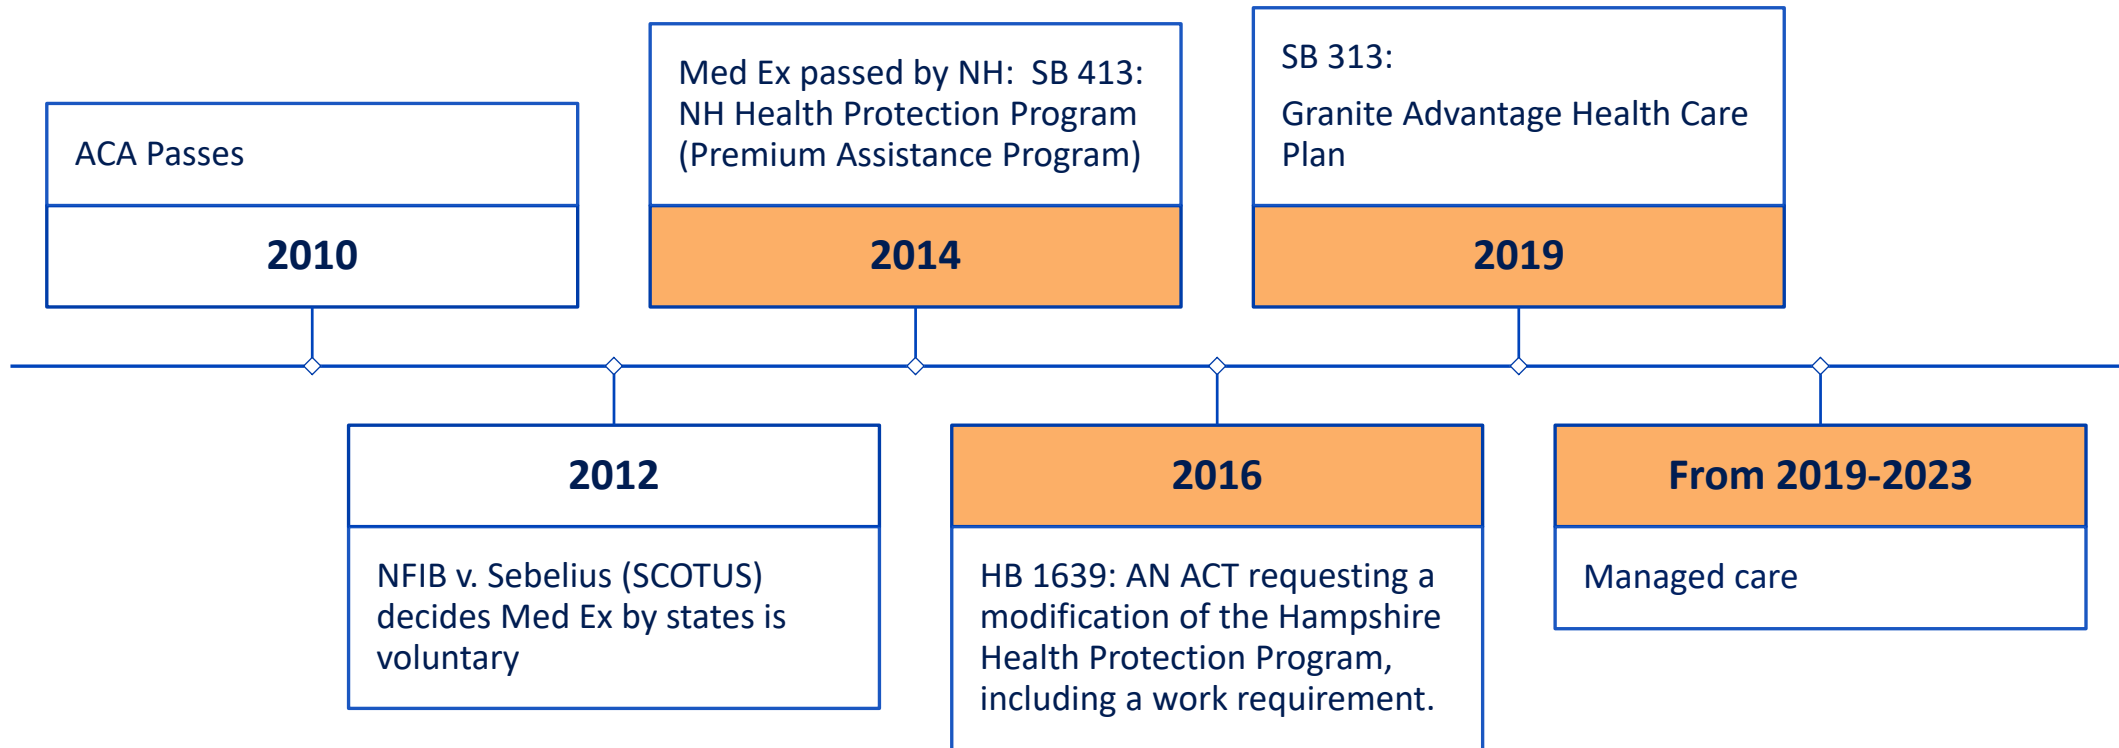 ACA Passes
2010
NFIB v. Sebelius (SCOTUS)
decides Med Ex by states is
voluntary
2012
Med Ex passed by NH:  SB 413:
NH Health Protection Program
(Premium Assistance Program)
2014
2016
HB 1639: AN ACT requesting a
modification of the Hampshire
Health Protection Program,
including a work requirement.
SB 313:
Granite Advantage Health Care
Plan
2019
From 2019-2023
Managed care